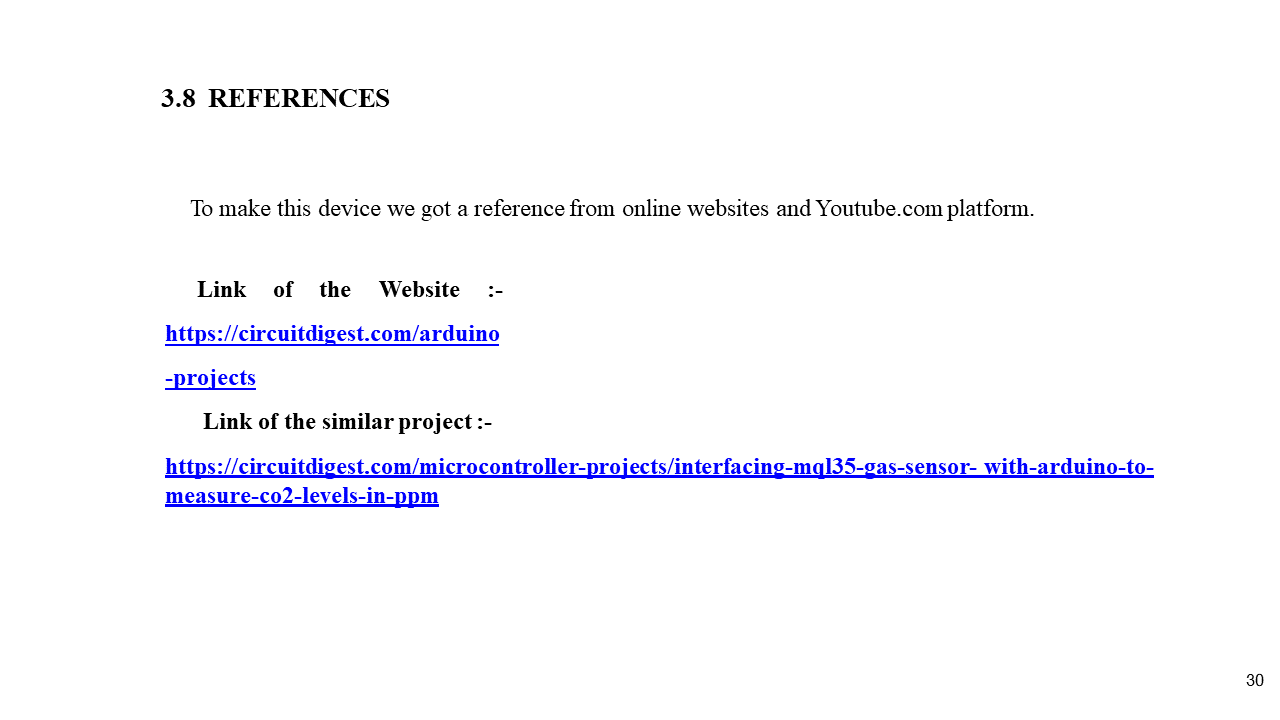 3.8 REFERENCES
To make this device we got a reference from online websites and Youtube.com platform.
Link of the Website :-
https://circuitdigest.com/arduino
-projects
Link of the similar project :-
https://circuitdigest.com/microcontroller-projects/interfacing-mql35-gas-sensor- with-arduino-to-
measure-co2-levels-in-ppm
30